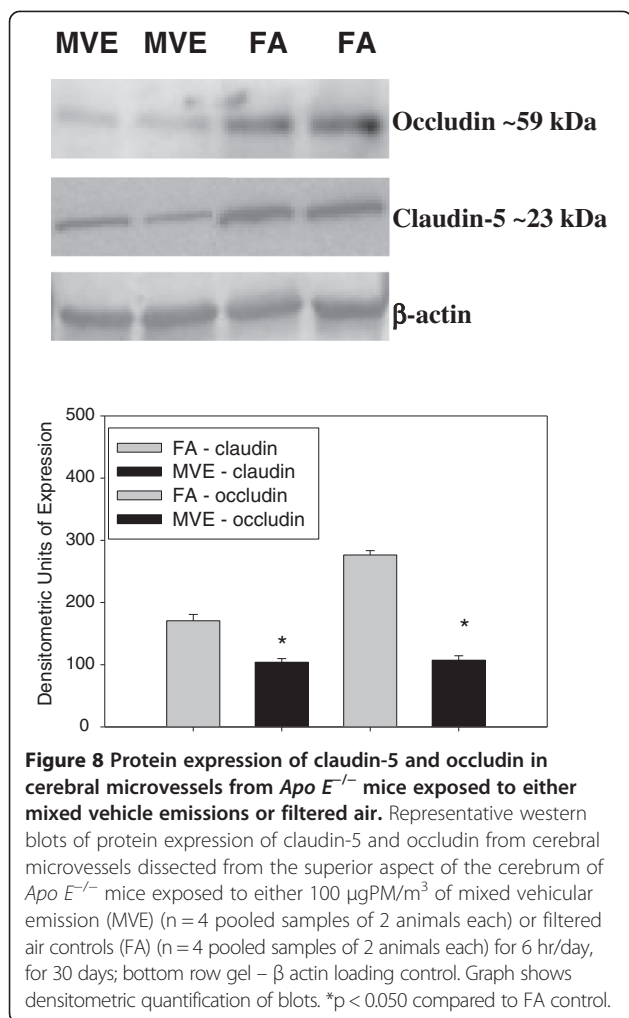 MVE MVE FA FA
Occludin ~59 kDa
Claudin-5 ~23 kDa
β-actin
500
400
300
200
100
0
Densitometric Units of Expression
FA - claudin
MVE - claudin
FA - occludin
MVE - occludin
*
*
Figure 8 Protein expression of claudin-5 and occludin in
cerebral microvessels from Apo E−/− mice exposed to either
mixed vehicle emissions or filtered air. Representative western
blots of protein expression of claudin-5 and occludin from cerebral
microvessels dissected from the superior aspect of the cerebrum of
Apo E−/− mice exposed to either 100 μgPM/m³ of mixed vehicular
emission (MVE) (n = 4 pooled samples of 2 animals each) or filtered
air controls (FA) (n = 4 pooled samples of 2 animals each) for 6 hr/day,
for 30 days; bottom row gel – β actin loading control. Graph shows
densitometric quantification of blots. *p < 0.050 compared to FA control.